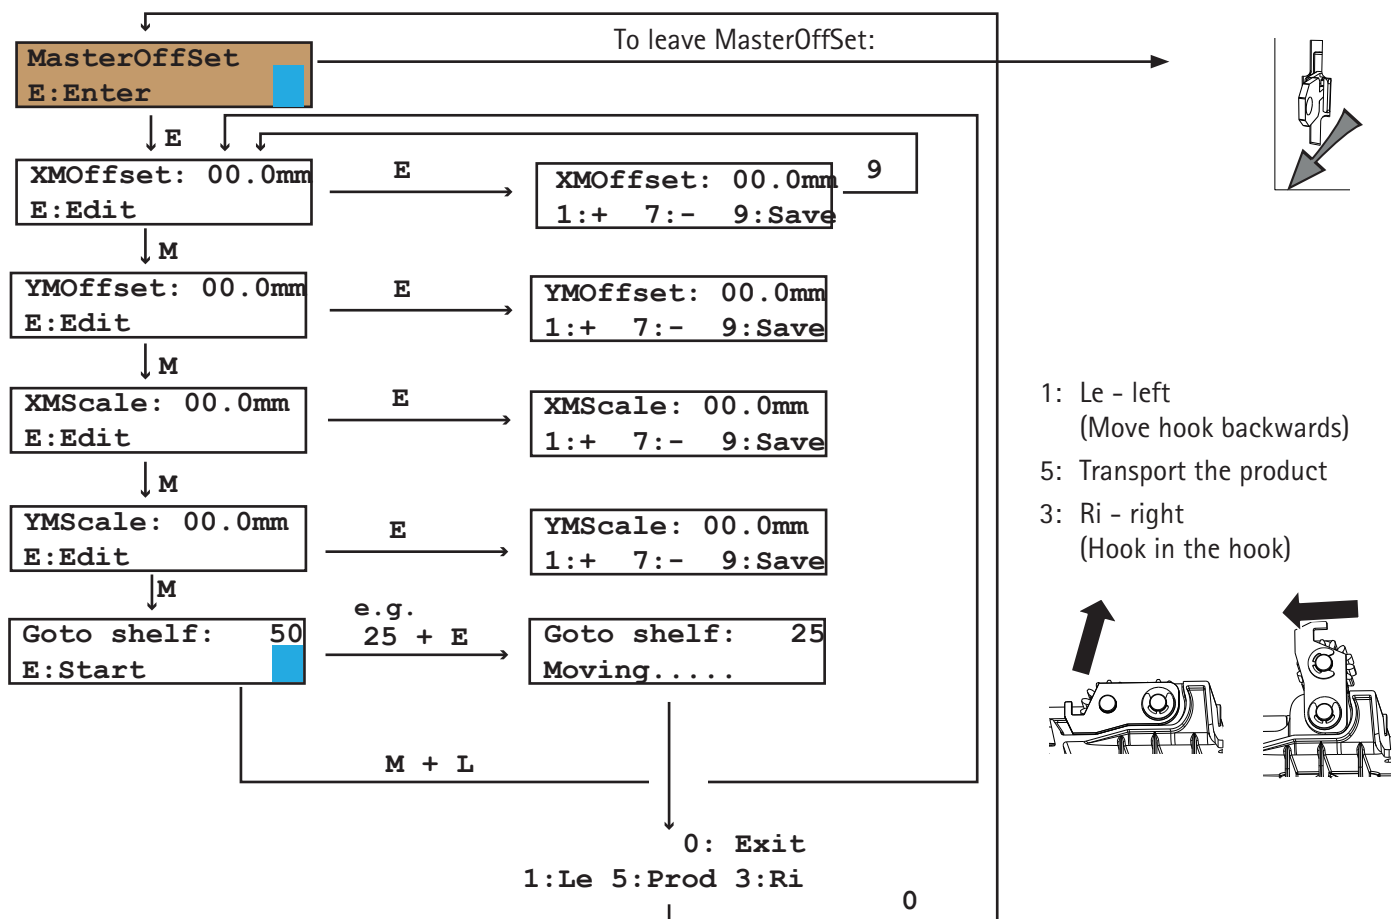 To leave MasterOffSet:
MasterOffSet
E:Enter
E
XMOffset: 00.0mm
E:Edit
E
XMOffset: 00.0mm
1:+ 7:- 9:Save
9
M
YMOffset: 00.0mm
E:Edit
E
YMOffset: 00.0mm
1:+ 7:- 9:Save
M
XMScale: 00.0mm
E:Edit
E
XMScale: 00.0mm
1:+ 7:- 9:Save
M
YMScale: 00.0mm
E:Edit
E
YMScale: 00.0mm
1:+ 7:- 9:Save
M
Goto shelf: 50
E:Start
e.g.
25 + E
Goto shelf: 25
Moving.....
M + L
0: Exit
1:Le 5:Prod 3:Ri
0
1: Le - left
(Move hook backwards)
5: Transport the product
3: Ri - right
(Hook in the hook)